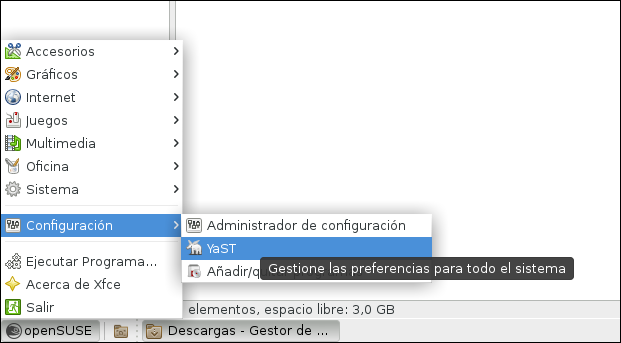 Accesorios
Gráficos
Internet
Juegos
Multimedia
Oficina
Sistema
Configuración
Administrador de configuración
YaST
Añadir/q
Gestione las preferencias para todo el sistema
Ejecutar Programa...
Acerca de Xfce
Salir
elementos, espacio libre: 3,0 GB
openSUSE
Descargas - Gestor de ...